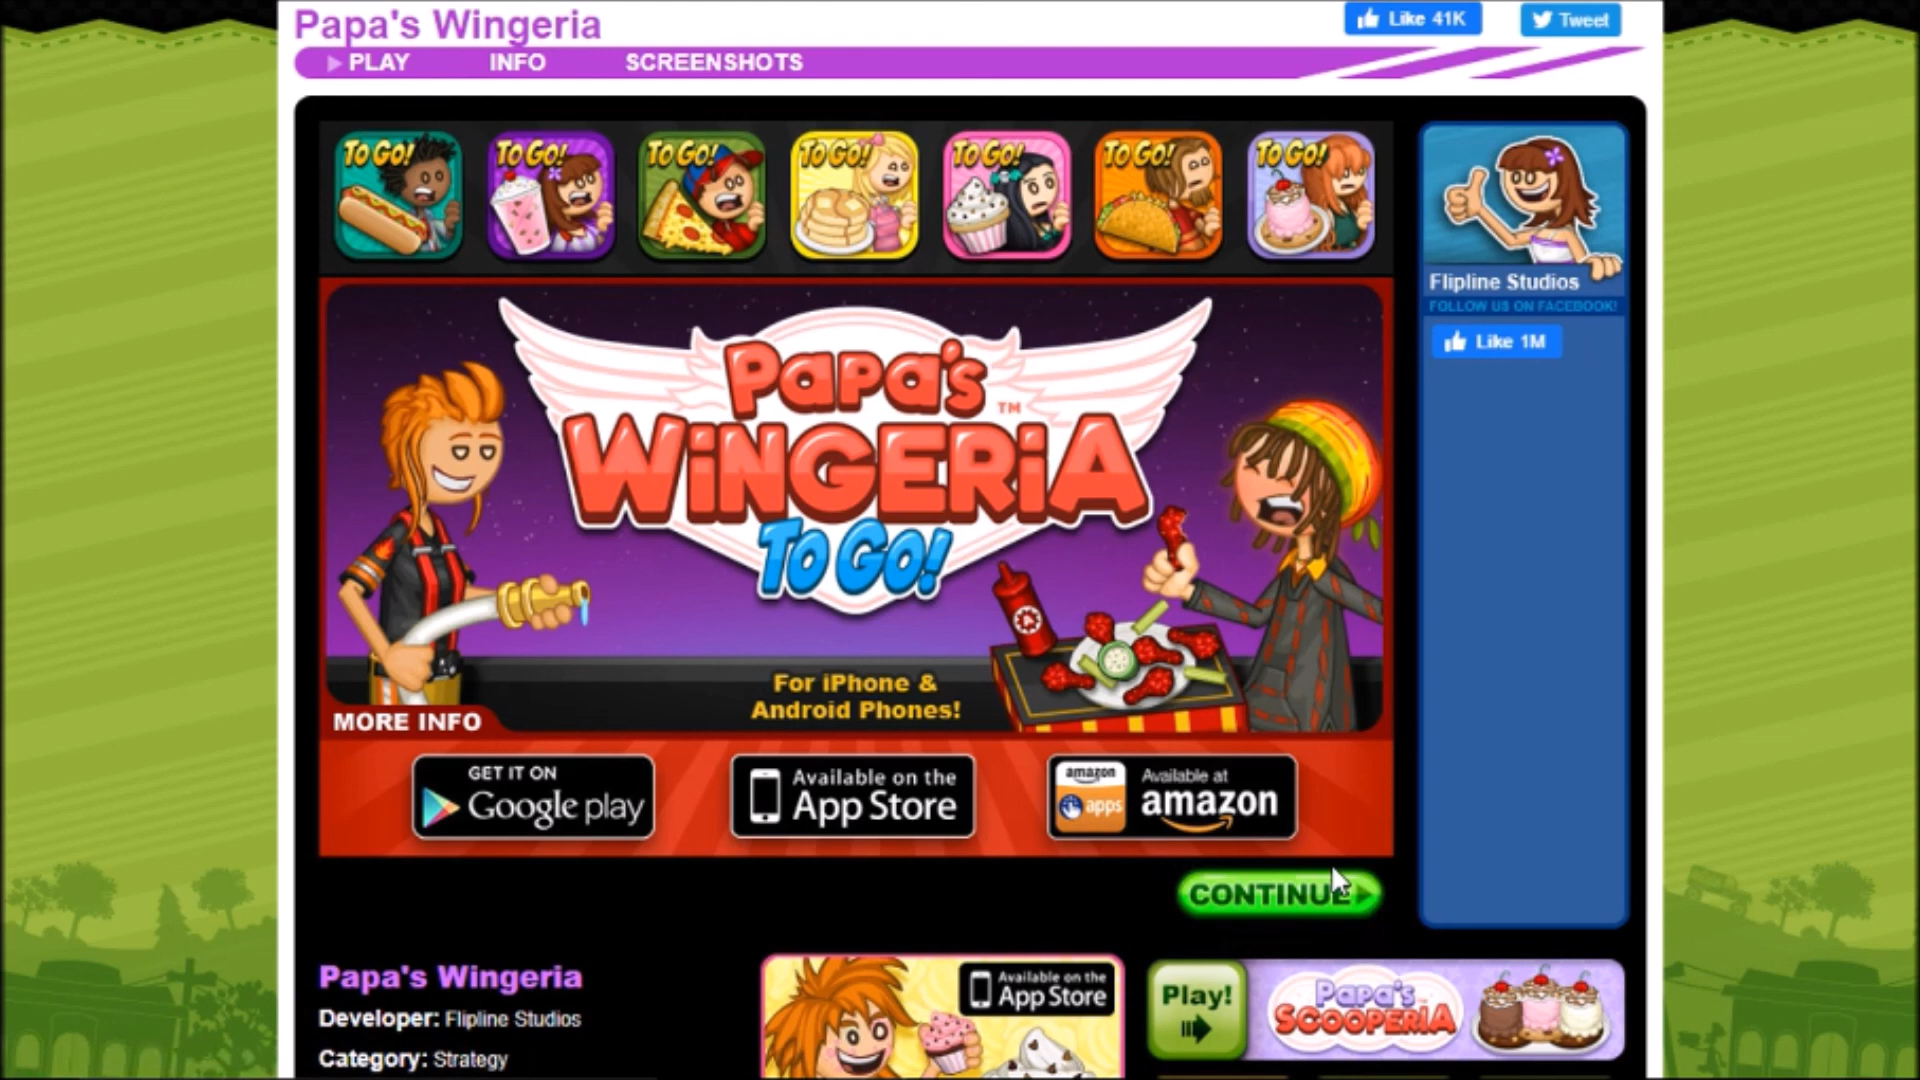 Papa's Wingeria
Like 41K
Tweet
PLAY INFO SCREENSHOTS
TO GO! TO GO! TO GO! TO GO! TO GO! TO GO! TO GO!
Flipline Studios
FOLLOW US ON FACEBOOK!
Like 1M
Papa's
TM
WiNGERiA
To Go!
For iPhone &
Android Phones!
MORE INFO
GET IT ON
Google play
Available on the
App Store
amazon
apps
Available at
amazon
CONTINUE
Papa's Wingeria
Developer: Flipline Studios
Category: Strategy
Available on the
App Store
Play!
Papa's
SCOOPERIA